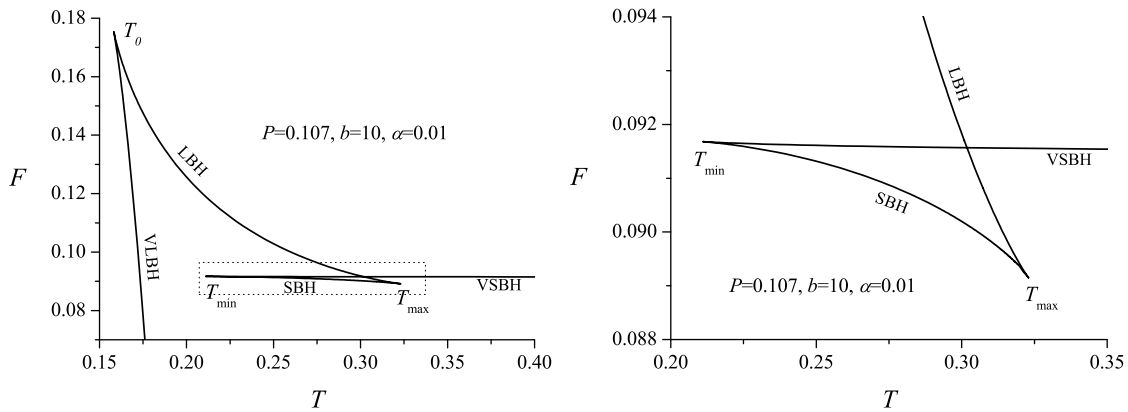 0.18
0.16
0.14
0.12
0.10
0.08
F
T₀
P=0.107, b=10, α=0.01
LBH
VLBH
SBH
VSBH
Tmin
Tmax
0.15 0.20 0.25 0.30 0.35 0.40
T
0.094
0.092
0.090
0.088
F
LBH
Tmin
VSBH
SBH
P=0.107, b=10, α=0.01
Tmax
0.20 0.25 0.30 0.35
T